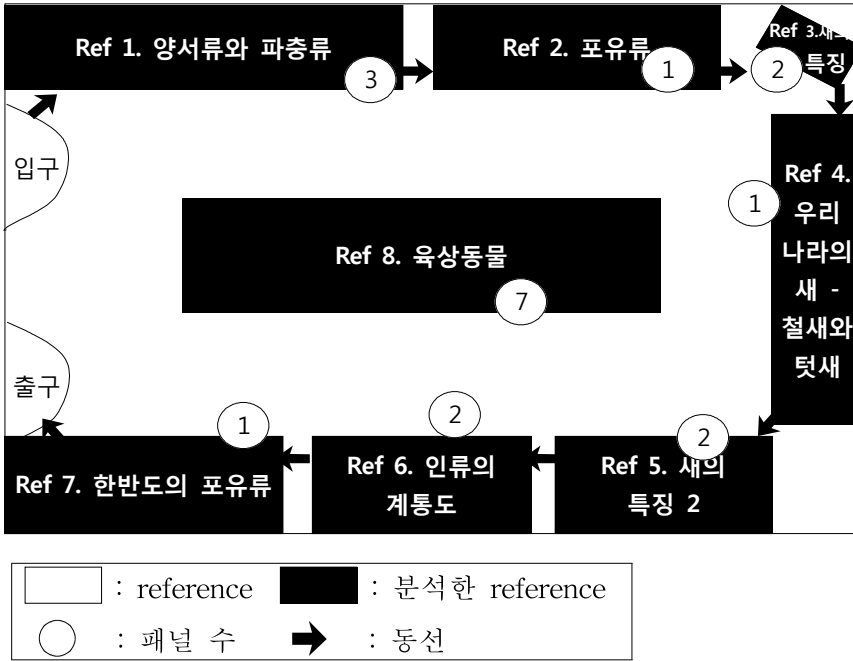 Ref 1. 양서류와 파충류
3
Ref 2. 포유류
1
Ref 3.새의
특징
2
입구
Ref 4.
우리
나라의
새 -
철새와
텃새
1
Ref 8. 육상동물
7
출구
1
Ref 7. 한반도의 포유류
2
Ref 6. 인류의
계통도
2
Ref 5. 새의
특징 2
: reference
: 분석한 reference
: 패널 수
: 동선